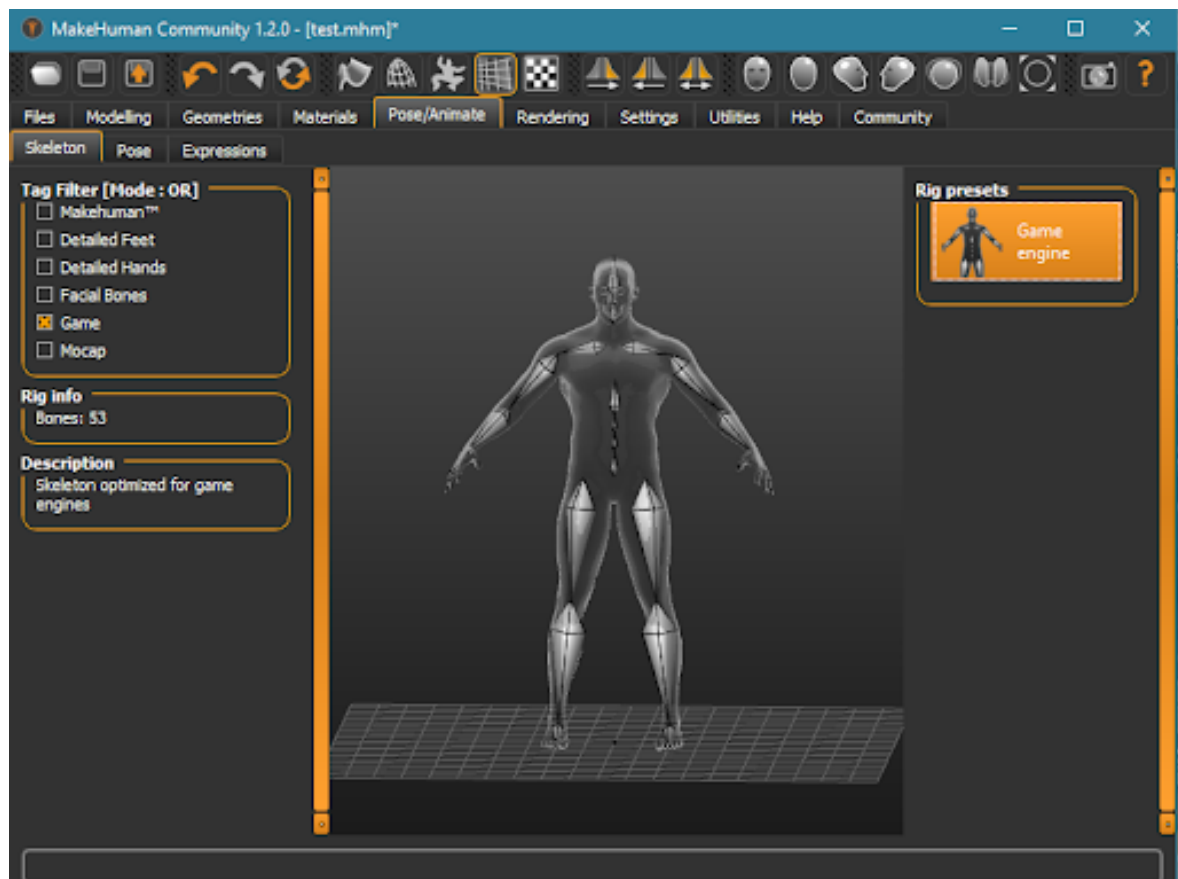 MakeHuman Community 1.2.0 - [test.mhm]*
?
Files Modelling Geometries Materials Pose/Animate Rendering Settings Utilities Help Community
Skeleton Pose Expressions
Tag Filter [Mode : OR]
Makehuman™
Detailed Feet
Detailed Hands
Facial Bones
Game
Mocap
Rig info
Bones: 53
Description
Skeleton optimized for game
engines
Rig presets
Game
engine